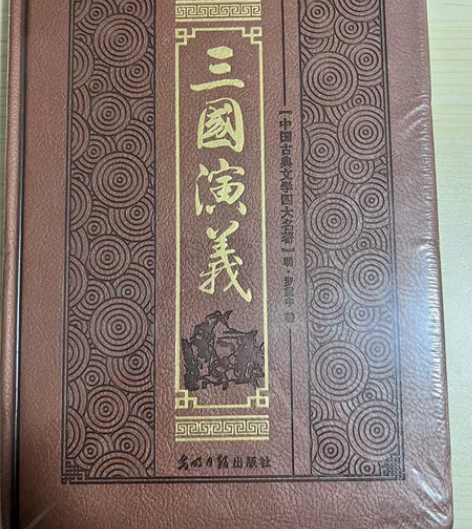 三國演義
【中国古典文学四大名著】明·罗贯中 著
光明日报出版社